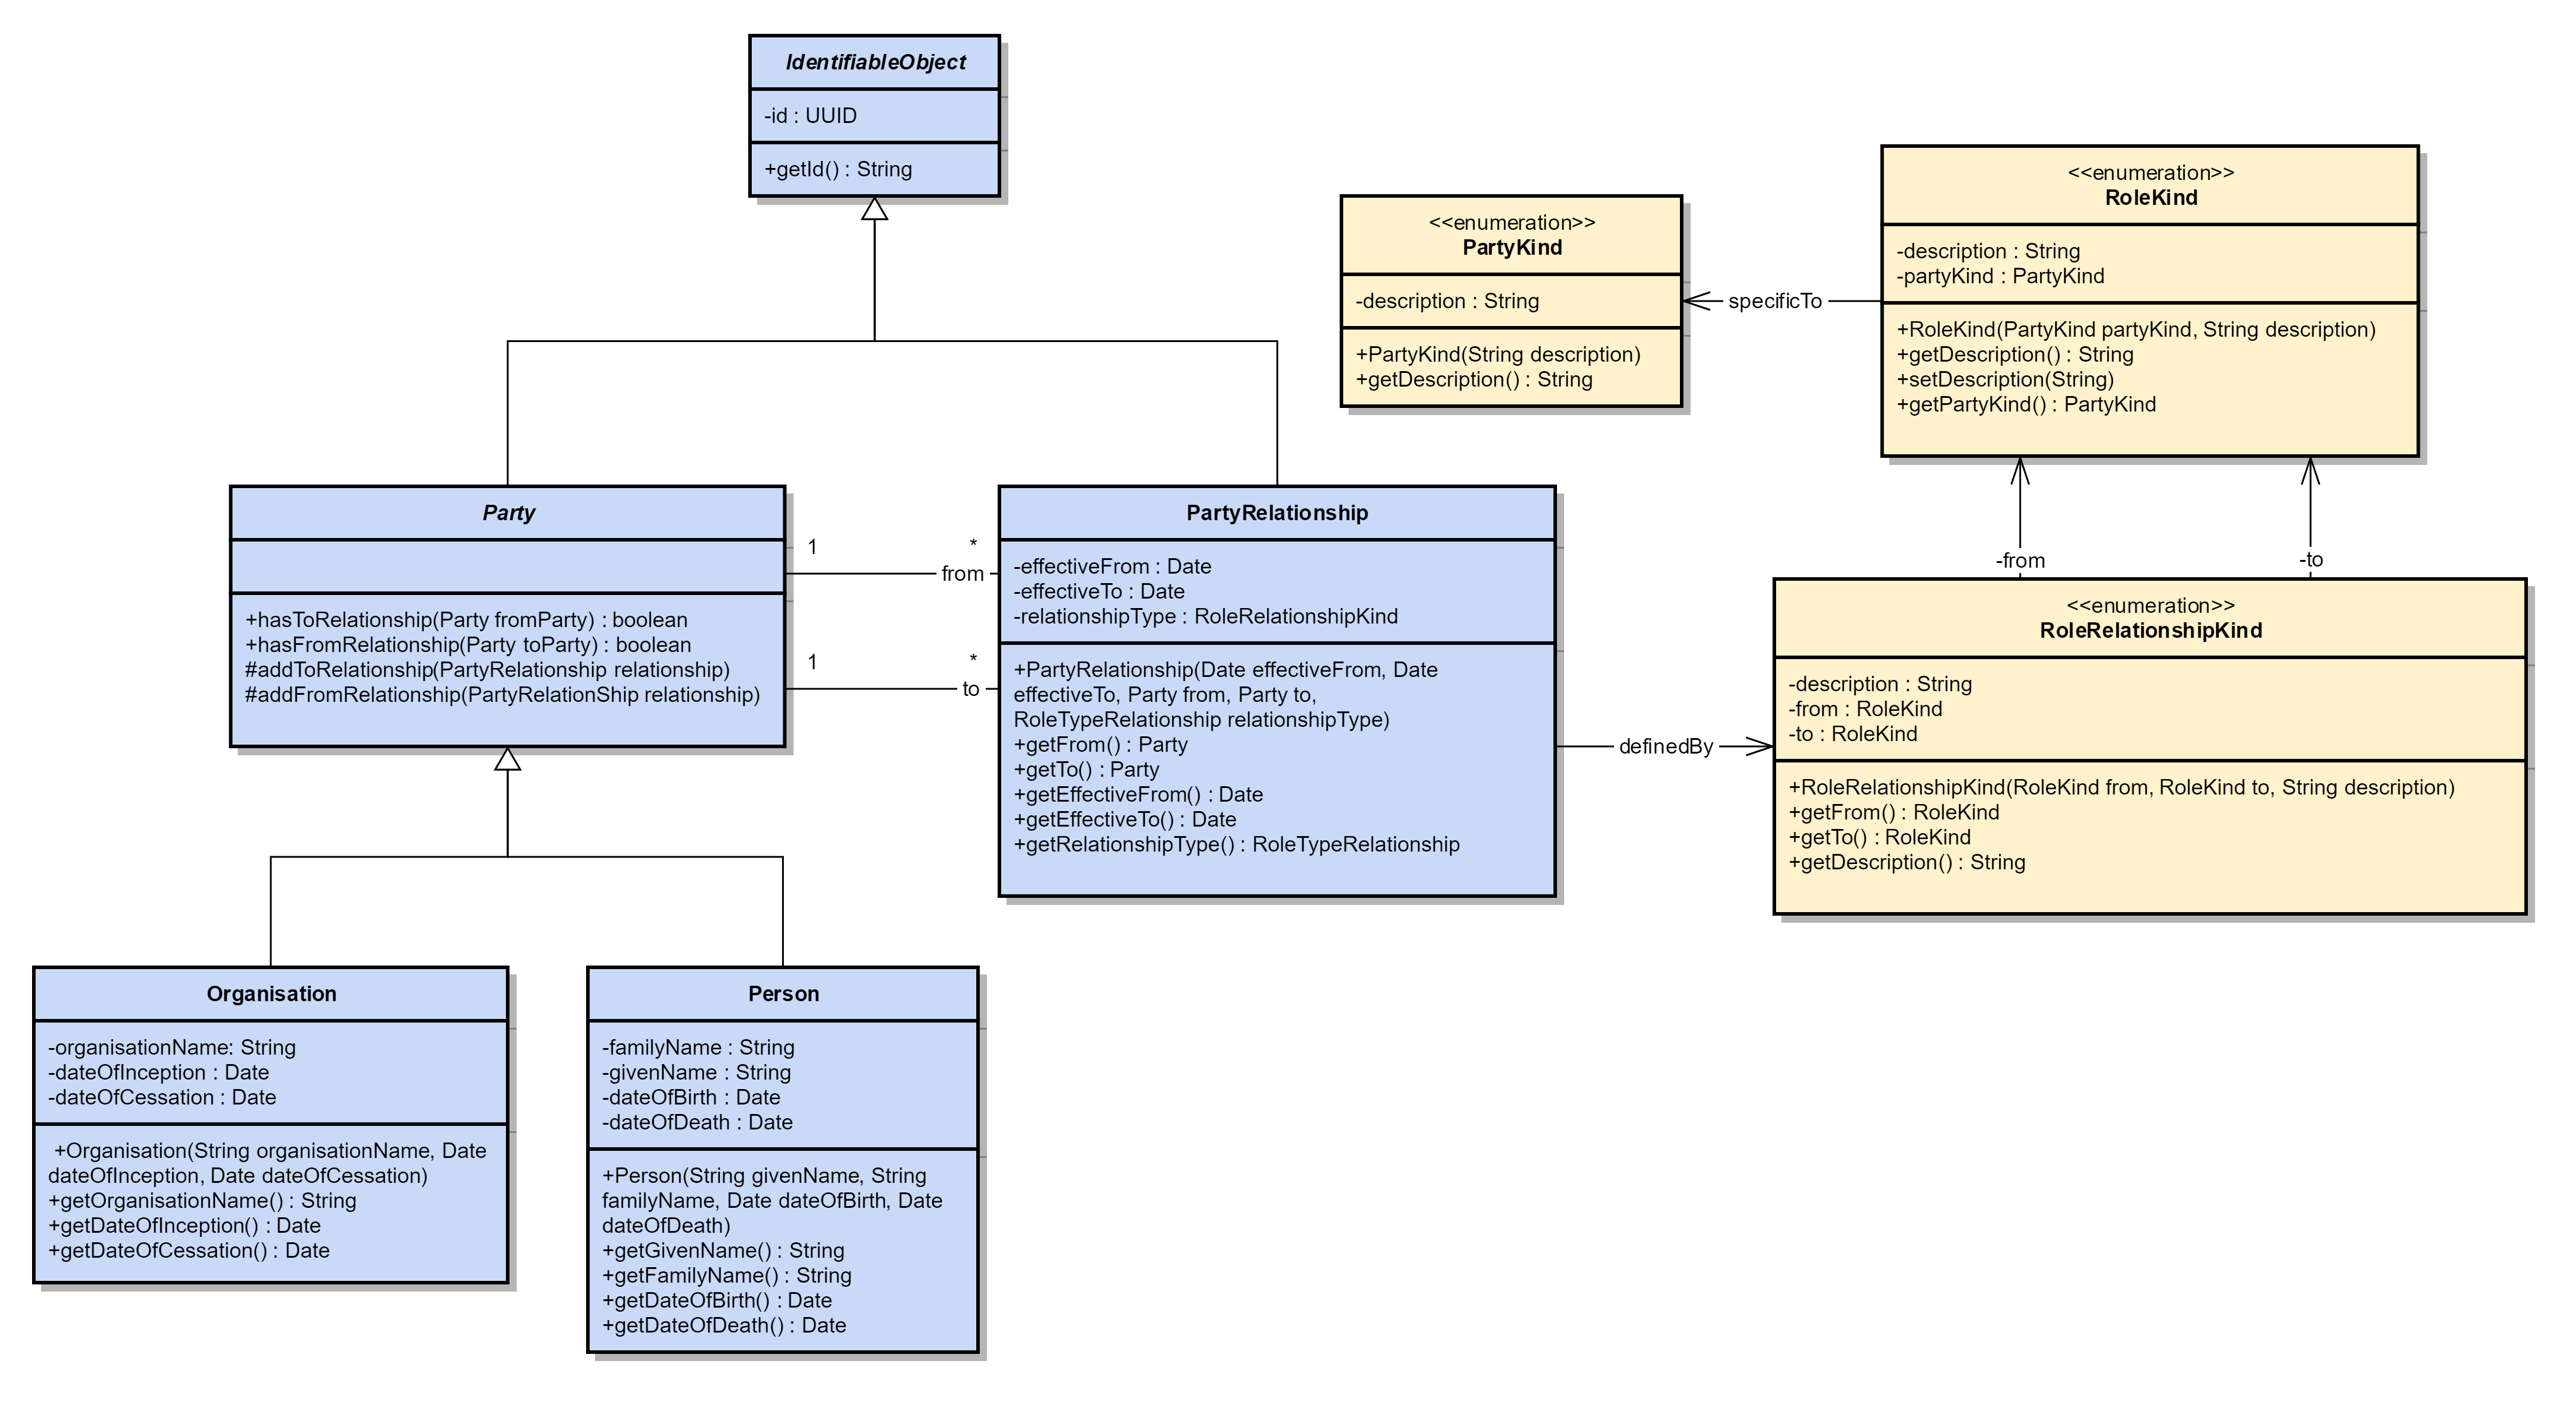 IdentifiableObject
-id : UUID
+getId() : String
<<enumeration>>
PartyKind
-description : String
+PartyKind(String description)
+getDescription() : String
specificTo
<<enumeration>>
RoleKind
-description : String
-partyKind : PartyKind
+RoleKind(PartyKind partyKind, String description)
+getDescription() : String
+setDescription(String)
+getPartyKind() : PartyKind
Party
+hasToRelationship(Party fromParty) : boolean
+hasFromRelationship(Party toParty) : boolean
#addToRelationship(PartyRelationship relationship)
#addFromRelationship(PartyRelationShip relationship)
1 *
from
1 *
to
PartyRelationship
-effectiveFrom : Date
-effectiveTo : Date
-relationshipType : RoleRelationshipKind
+PartyRelationship(Date effectiveFrom, Date
effectiveTo, Party from, Party to,
RoleTypeRelationship relationshipType)
+getFrom() : Party
+getTo() : Party
+getEffectiveFrom() : Date
+getEffectiveTo() : Date
+getRelationshipType() : RoleTypeRelationship
definedBy
-from
-to
<<enumeration>>
RoleRelationshipKind
-description : String
-from : RoleKind
-to : RoleKind
+RoleRelationshipKind(RoleKind from, RoleKind to, String description)
+getFrom() : RoleKind
+getTo() : RoleKind
+getDescription() : String
Organisation
-organisationName: String
-dateOfInception : Date
-dateOfCessation : Date
+Organisation(String organisationName, Date
dateOfInception, Date dateOfCessation)
+getOrganisationName() : String
+getDateOfInception() : Date
+getDateOfCessation() : Date
Person
-familyName : String
-givenName : String
-dateOfBirth : Date
-dateOfDeath : Date
+Person(String givenName, String
familyName, Date dateOfBirth, Date
dateOfDeath)
+getGivenName() : String
+getFamilyName() : String
+getDateOfBirth() : Date
+getDateOfDeath() : Date